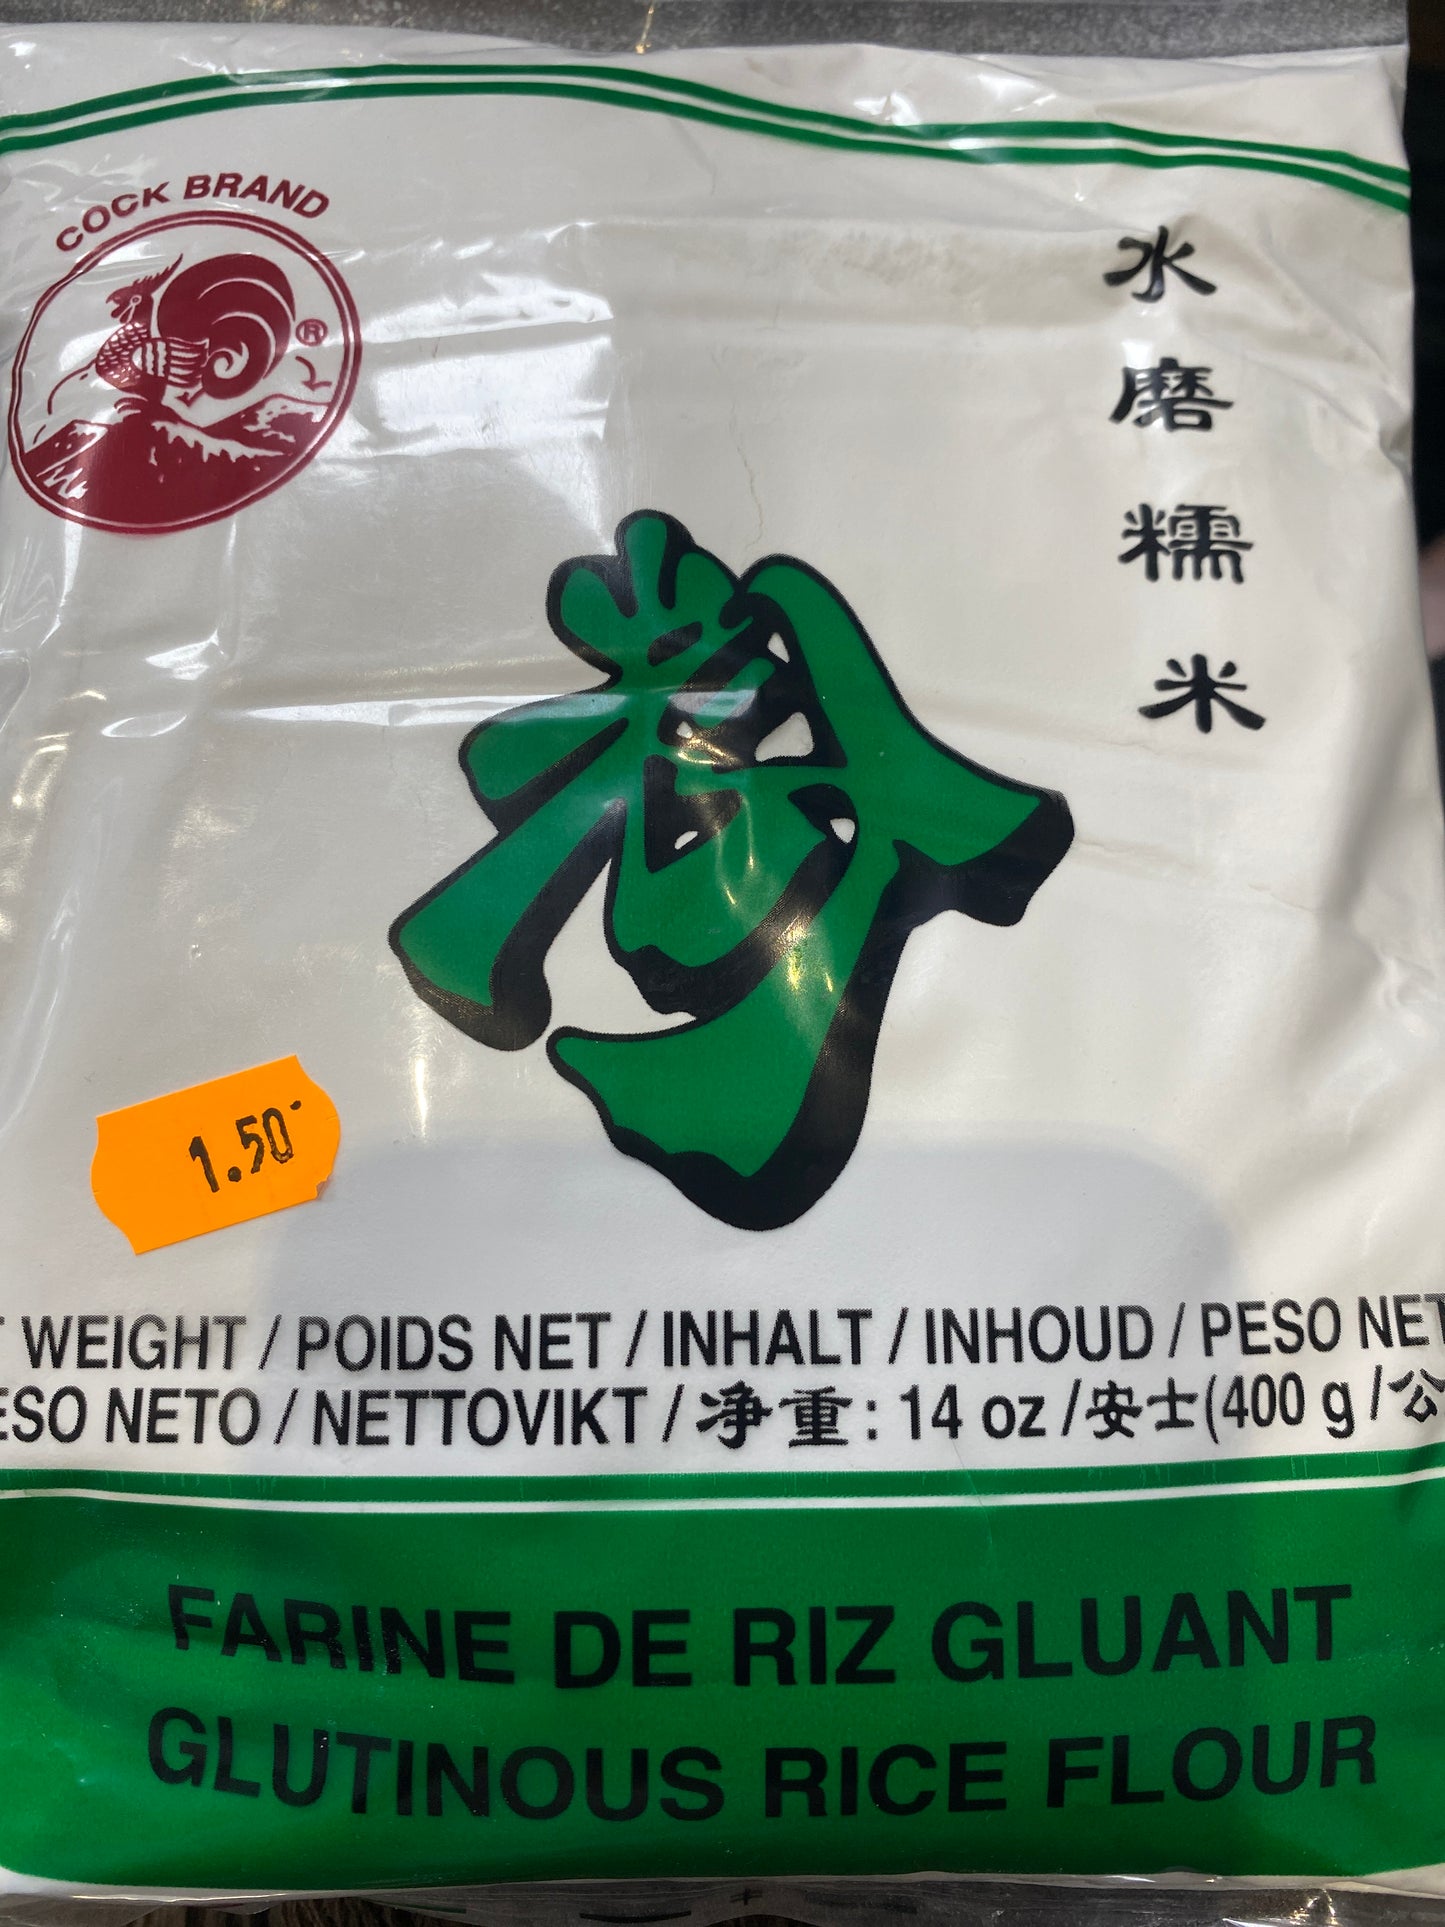 COCK BRAND
®
水磨糯米
粉
1.50
WEIGHT / POIDS NET / INHALT / INHOUD / PESO NET
ESO NETO / NETTOVIKT / 净重: 14 oz /安士(400 g /公
FARINE DE RIZ GLUANT
GLUTINOUS RICE FLOUR